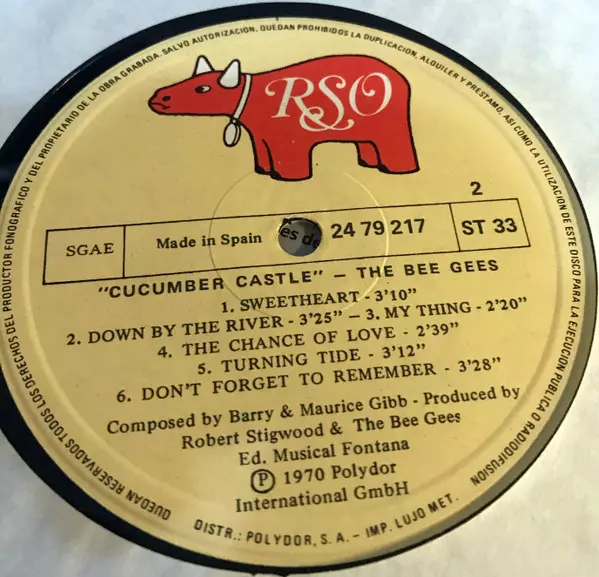 QUEDAN RESERVADOS TODOS LOS DERECHOS DEL PRODUCTOR FONOGRAFICO Y DEL PROPIETARIO DE LA OBRA GRABADA. SALVO AUTORIZACION, QUEDAN PROHIBIDOS LA DUPLICACION, ALQUILER Y PRESTAMO, ASI COMO LA UTILIZACION DE ESTE DISCO PARA LA EJECUCION PUBLICA O RADIODIFUSION
RSO
2
SGAE
Made in Spain
és de
24 79 217
ST 33
"CUCUMBER CASTLE" - THE BEE GEES
1. SWEETHEART - 3'10"
2. DOWN BY THE RIVER - 3'25" - 3. MY THING - 2'20"
4. THE CHANCE OF LOVE - 2'39"
5. TURNING TIDE - 3'12"
6. DON'T FORGET TO REMEMBER - 3'28"
Composed by Barry & Maurice Gibb - Produced by
Robert Stigwood & The Bee Gees
Ed. Musical Fontana
Ⓟ 1970 Polydor
International GmbH
DISTR.: POLYDOR, S. A. - IMP. LUJO MET.